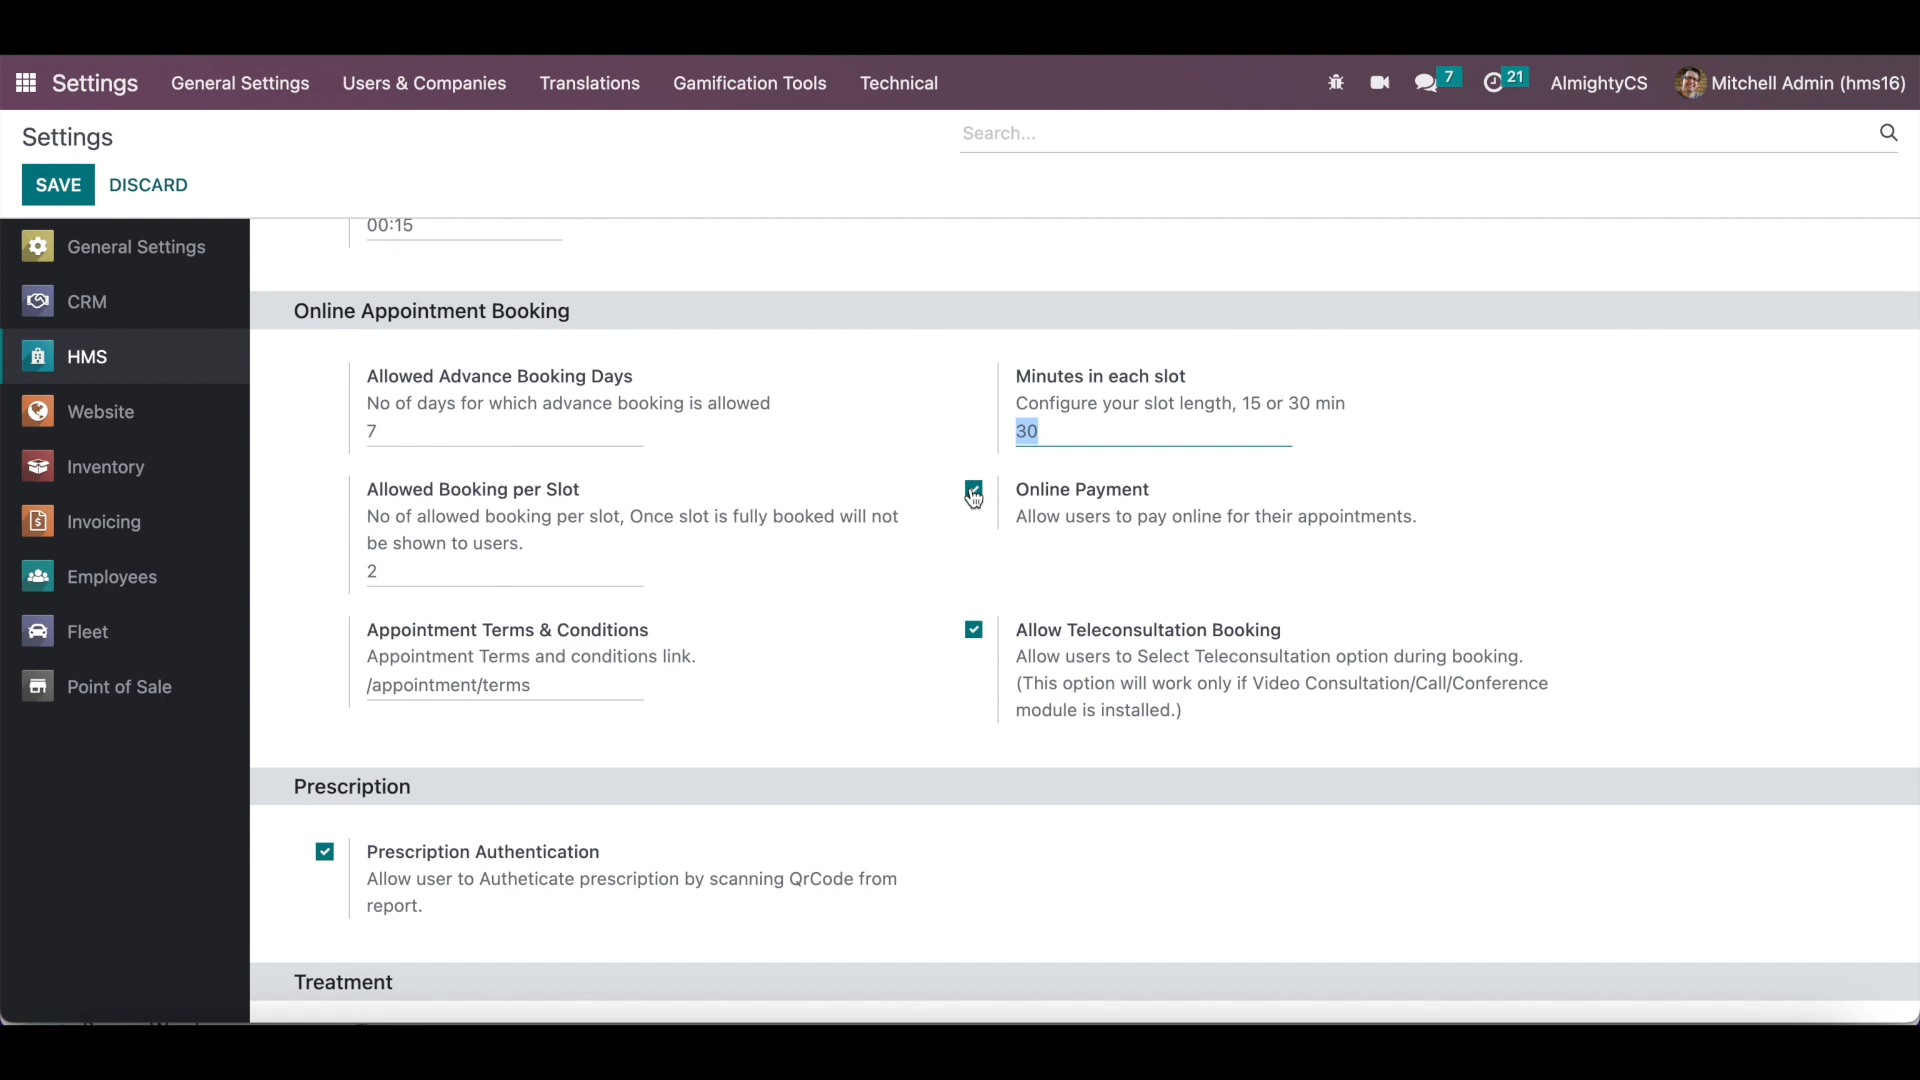 Settings General Settings Users & Companies Translations Gamification Tools Technical 7 21 AlmightyCS Mitchell Admin (hms16)
Settings
Search...
SAVE DISCARD
General Settings
CRM
HMS
Website
Inventory
Invoicing
Employees
Fleet
Point of Sale
00:15
Online Appointment Booking
Allowed Advance Booking Days
No of days for which advance booking is allowed
7
Minutes in each slot
Configure your slot length, 15 or 30 min
30
Allowed Booking per Slot
No of allowed booking per slot, Once slot is fully booked will not
be shown to users.
2
Online Payment
Allow users to pay online for their appointments.
Appointment Terms & Conditions
Appointment Terms and conditions link.
/appointment/terms
Allow Teleconsultation Booking
Allow users to Select Teleconsultation option during booking.
(This option will work only if Video Consultation/Call/Conference
module is installed.)
Prescription
Prescription Authentication
Allow user to Autheticate prescription by scanning QrCode from
report.
Treatment